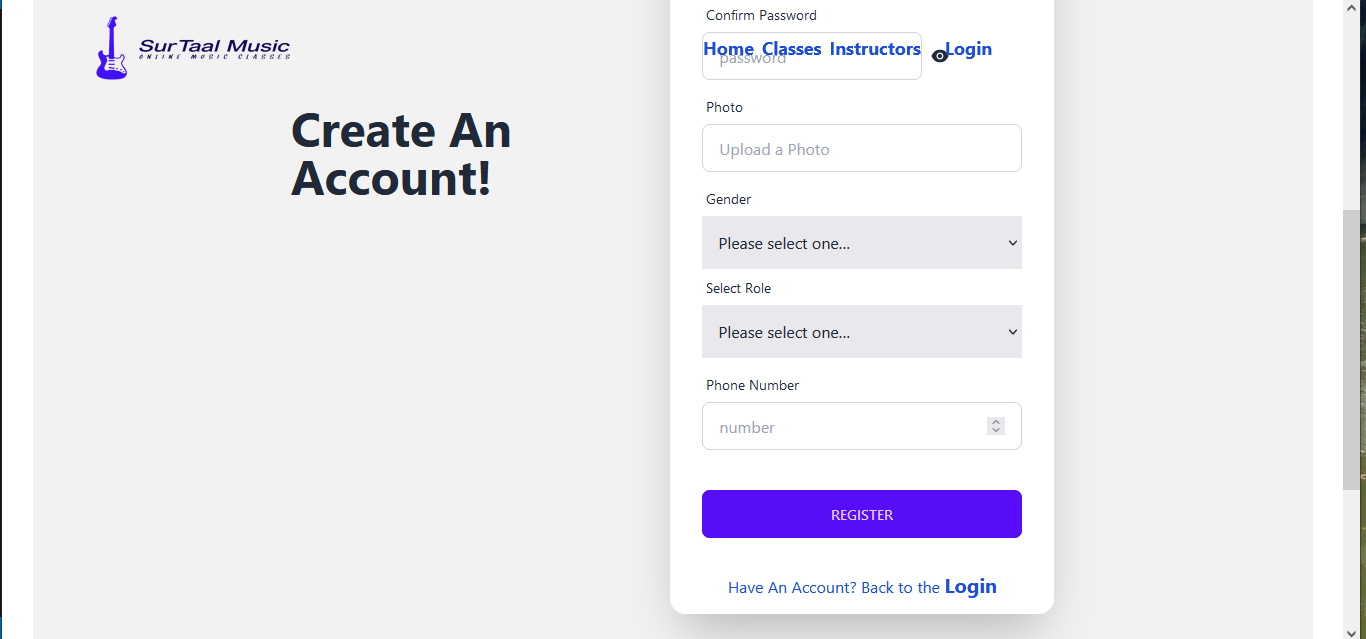 SurTaal Music
ONLINE MUSIC CLASSES
Home Classes Instructors Login
Create An
Account!
Confirm Password
password
Photo
Upload a Photo
Gender
Please select one...
Select Role
Please select one...
Phone Number
number
REGISTER
Have An Account? Back to the Login